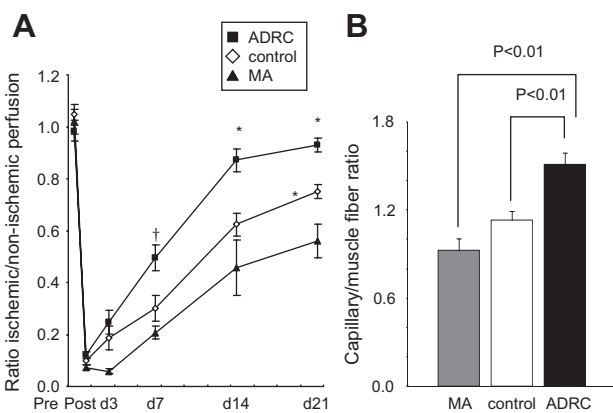 A
ADRC
control
MA
Ratio ischemic/non-ischemic perfusion
1.2
1.0
0.8
0.6
0.4
0.2
0.0
*
*
*
†
Pre Post d3 d7 d14 d21
B
P<0.01
P<0.01
Capillary/muscle fiber ratio
1.8
1.2
0.6
0.0
MA control ADRC